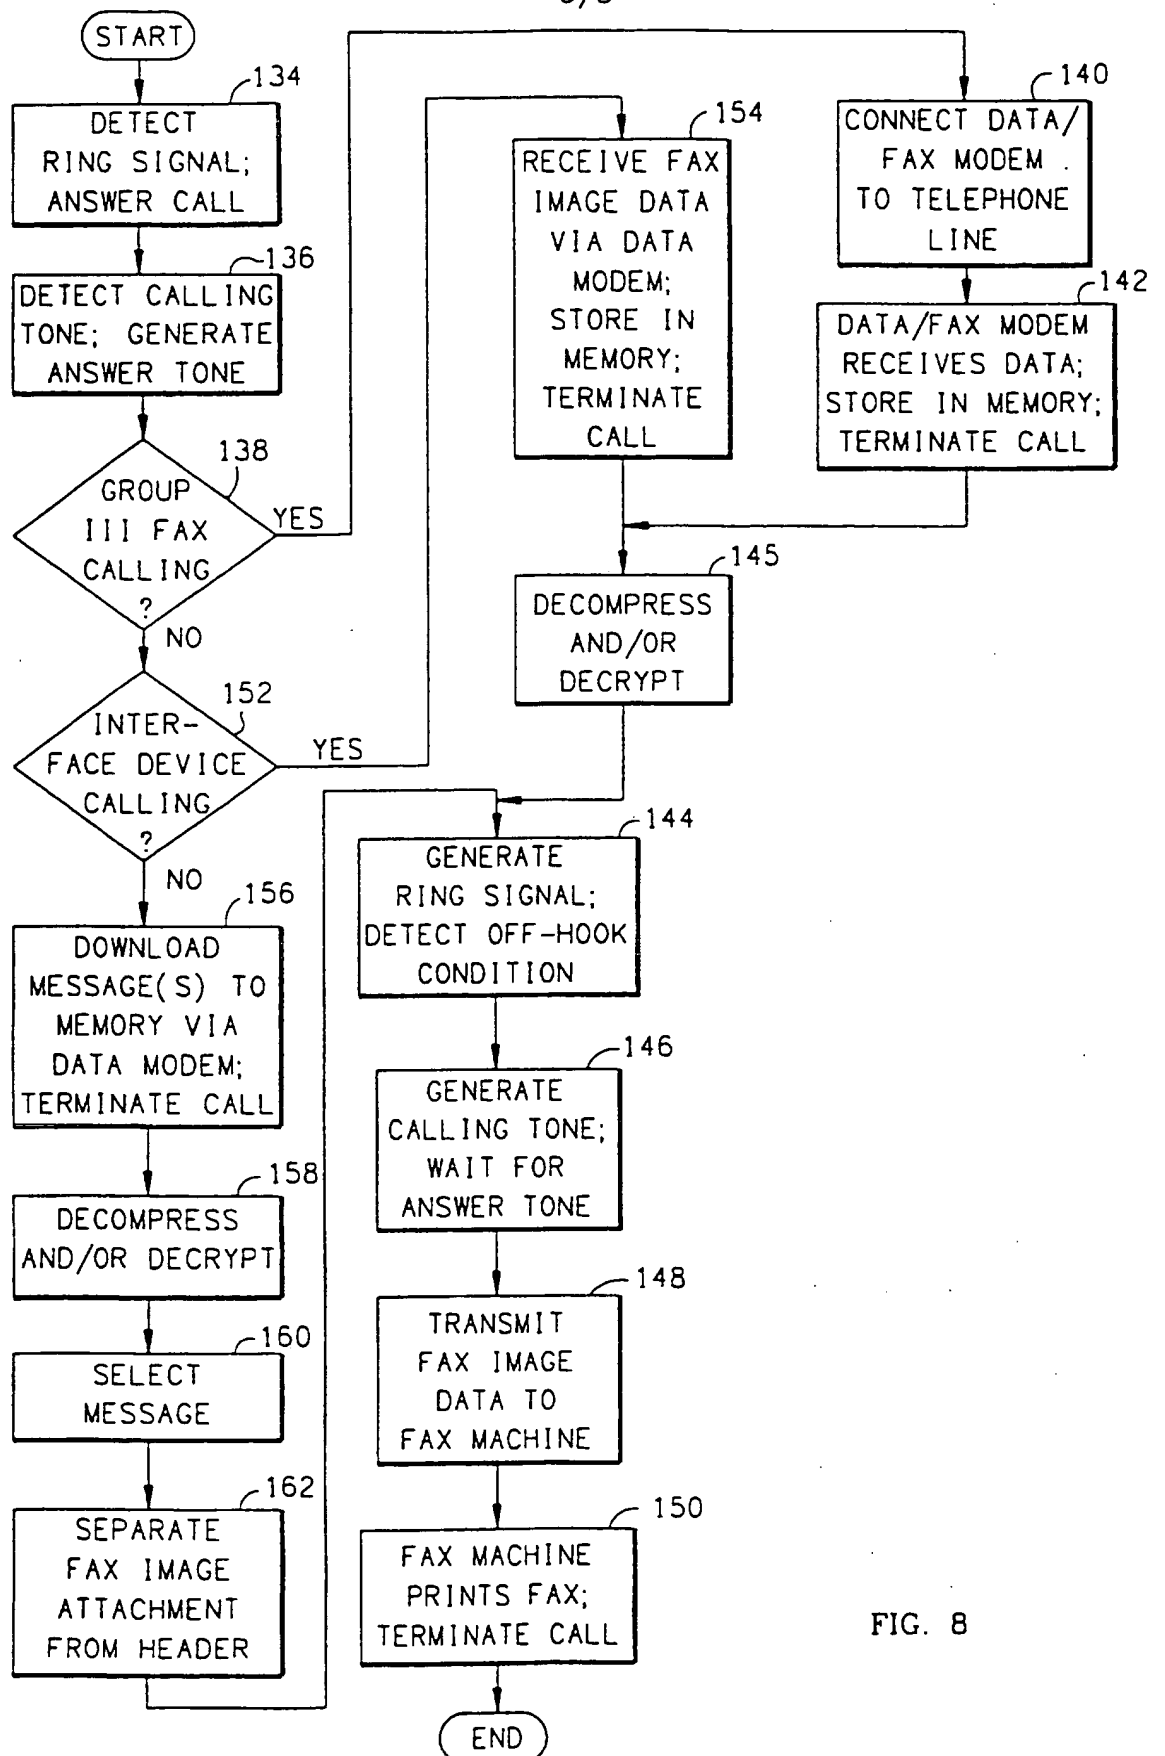 START
134
DETECT
RING SIGNAL;
ANSWER CALL
136
DETECT CALLING
TONE; GENERATE
ANSWER TONE
138
GROUP
III FAX
CALLING
?
YES
NO
152
INTER-
FACE DEVICE
CALLING
?
YES
NO
156
DOWNLOAD
MESSAGE(S) TO
MEMORY VIA
DATA MODEM;
TERMINATE CALL
158
DECOMPRESS
AND/OR DECRYPT
160
SELECT
MESSAGE
162
SEPARATE
FAX IMAGE
ATTACHMENT
FROM HEADER
154
RECEIVE FAX
IMAGE DATA
VIA DATA
MODEM;
STORE IN
MEMORY;
TERMINATE
CALL
140
CONNECT DATA/
FAX MODEM
TO TELEPHONE
LINE
142
DATA/FAX MODEM
RECEIVES DATA;
STORE IN MEMORY;
TERMINATE CALL
145
DECOMPRESS
AND/OR
DECRYPT
144
GENERATE
RING SIGNAL;
DETECT OFF-HOOK
CONDITION
146
GENERATE
CALLING TONE;
WAIT FOR
ANSWER TONE
148
TRANSMIT
FAX IMAGE
DATA TO
FAX MACHINE
150
FAX MACHINE
PRINTS FAX;
TERMINATE CALL
END
FIG. 8